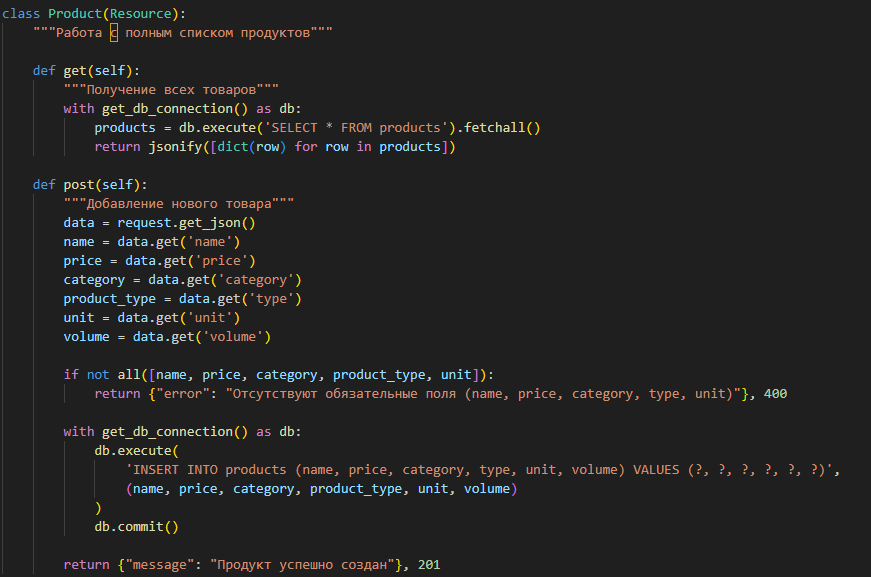 class Product(Resource):
    """Работа с полным списком продуктов"""

    def get(self):
        """Получение всех товаров"""
        with get_db_connection() as db:
            products = db.execute('SELECT * FROM products').fetchall()
            return jsonify([dict(row) for row in products])

    def post(self):
        """Добавление нового товара"""
        data = request.get_json()
        name = data.get('name')
        price = data.get('price')
        category = data.get('category')
        product_type = data.get('type')
        unit = data.get('unit')
        volume = data.get('volume')

        if not all([name, price, category, product_type, unit]):
            return {"error": "Отсутствуют обязательные поля (name, price, category, type, unit)"}, 400

        with get_db_connection() as db:
            db.execute(
                'INSERT INTO products (name, price, category, type, unit, volume) VALUES (?, ?, ?, ?, ?, ?)',
                (name, price, category, product_type, unit, volume)
            )
            db.commit()

        return {"message": "Продукт успешно создан"}, 201